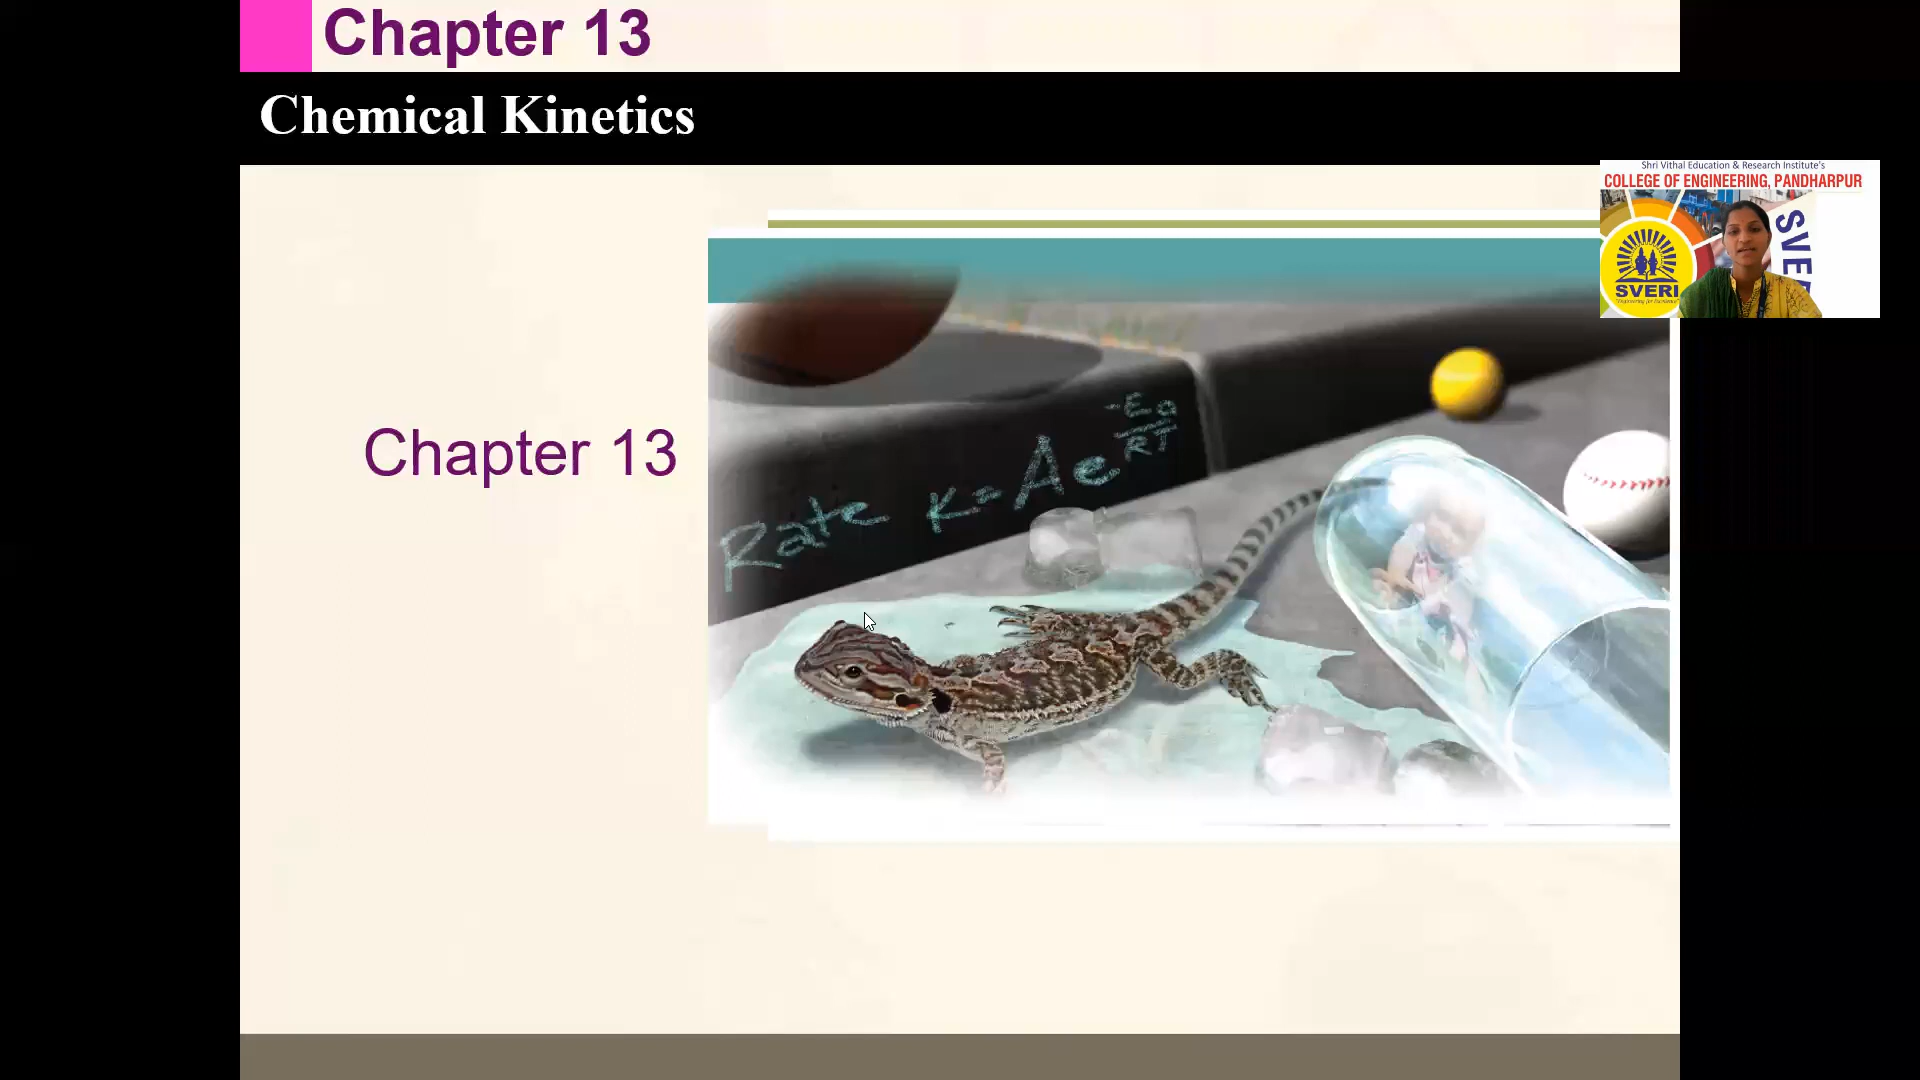 Chapter 13
Chemical Kinetics
Shri Vithal Education & Research Institute's
COLLEGE OF ENGINEERING, PANDHARPUR
SVERI
SVE
Chapter 13
Rate K=Ae -Ea/RT